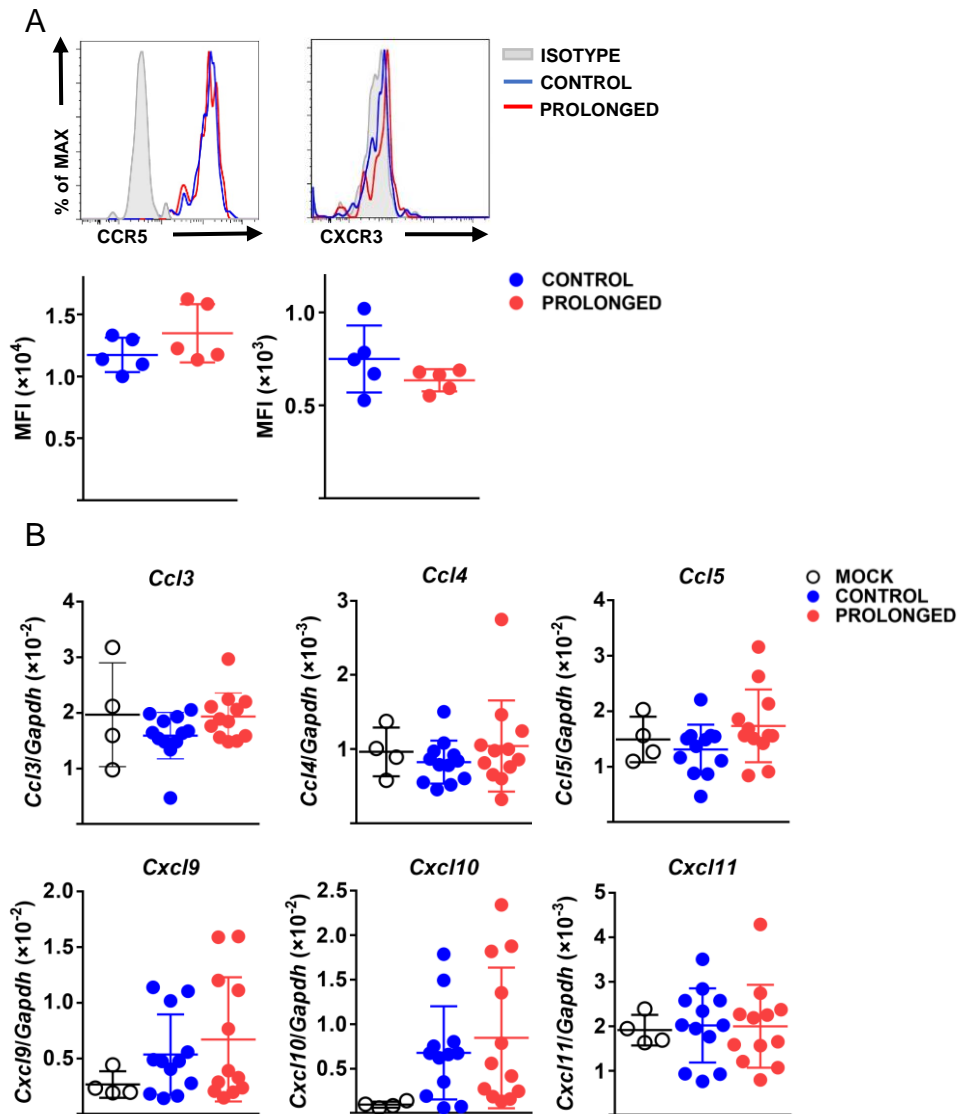 A
% of MAX
CCR5
CXCR3
ISOTYPE
CONTROL
PROLONGED
MFI (×10⁴)
1.5
1.0
0.5
MFI (×10³)
1.0
0.5
CONTROL
PROLONGED
B
Ccl3
Ccl3/Gapdh (×10⁻²)
4
3
2
1
Ccl4
Ccl4/Gapdh (×10⁻³)
3
2
1
Ccl5
Ccl5/Gapdh (×10⁻²)
4
3
2
1
MOCK
CONTROL
PROLONGED
Cxcl9
Cxcl9/Gapdh (×10⁻²)
2.0
1.5
1.0
0.5
Cxcl10
Cxcl10/Gapdh (×10⁻²)
2.5
2.0
1.5
1.0
0.5
Cxcl11
Cxcl11/Gapdh (×10⁻³)
5
4
3
2
1